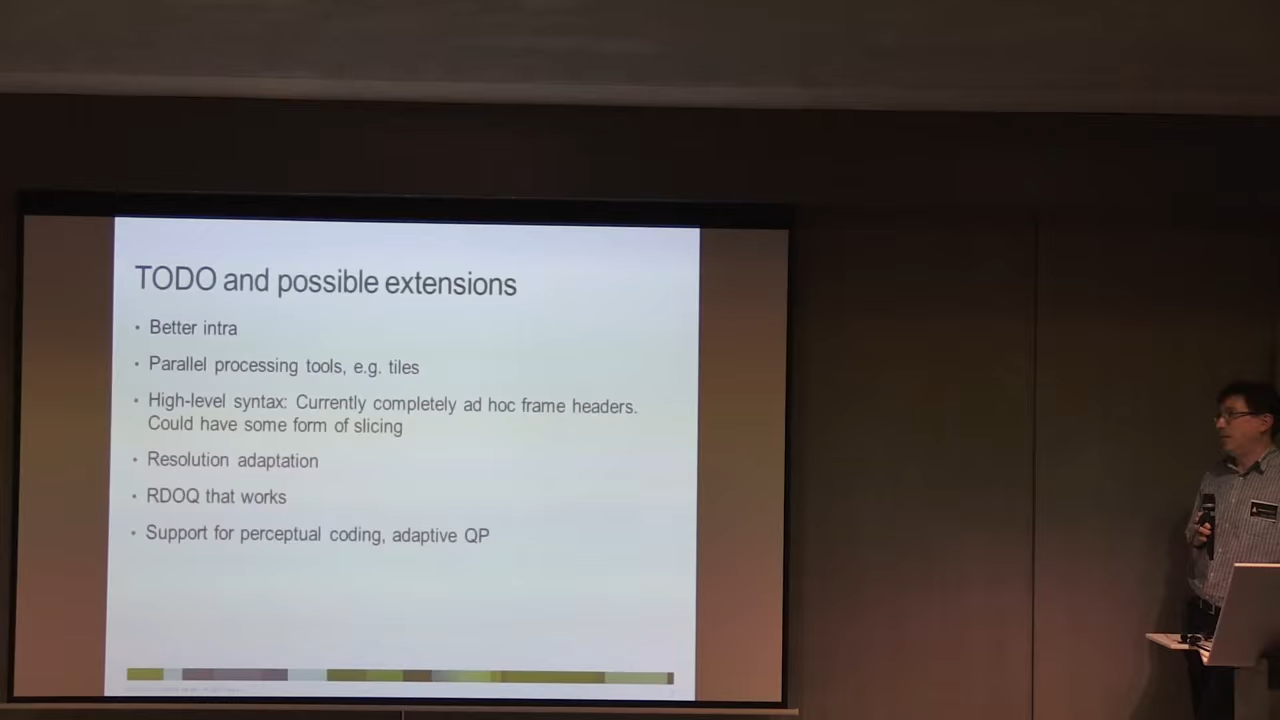 TODO and possible extensions
• Better intra
• Parallel processing tools, e.g. tiles
• High-level syntax: Currently completely ad hoc frame headers.
Could have some form of slicing
• Resolution adaptation
• RDOQ that works
• Support for perceptual coding, adaptive QP